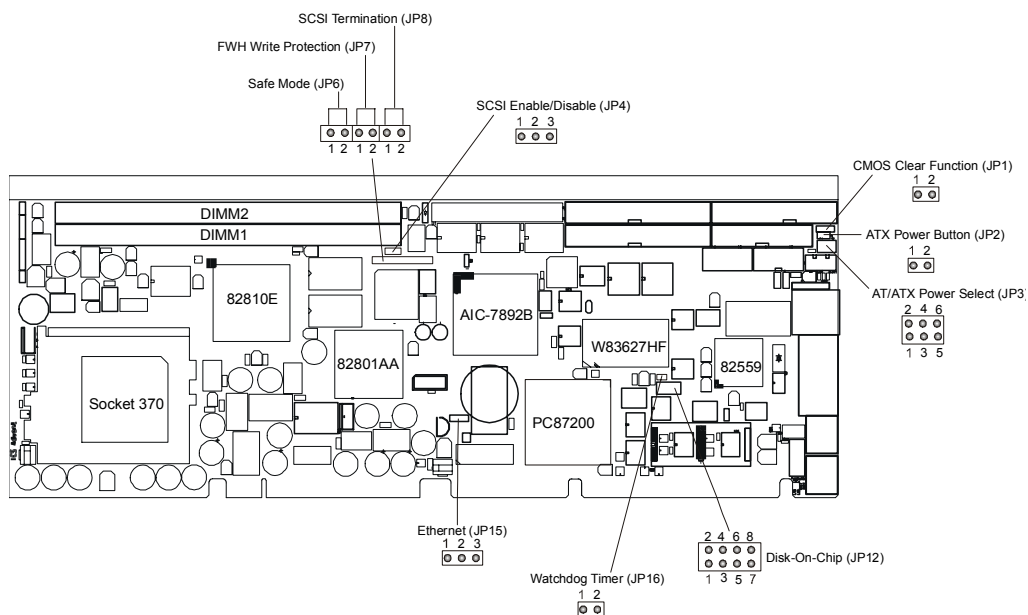 SCSI Termination (JP8)
FWH Write Protection (JP7)
Safe Mode (JP6)
1 2 1 2 1 2
SCSI Enable/Disable (JP4)
1 2 3
CMOS Clear Function (JP1)
1 2
ATX Power Button (JP2)
1 2
AT/ATX Power Select (JP3)
2 4 6
1 3 5
DIMM2
DIMM1
82810E
82801AA
AIC-7892B
W83627HF
82559
Socket 370
PC87200
Ethernet (JP15)
1 2 3
Watchdog Timer (JP16)
1 2
2 4 6 8
Disk-On-Chip (JP12)
1 3 5 7